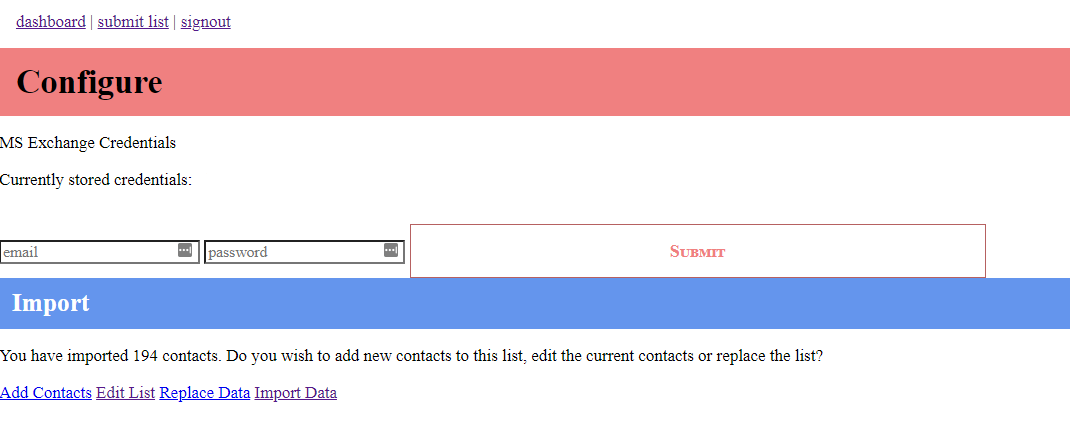 dashboard | submit list | signout
Configure
MS Exchange Credentials
Currently stored credentials:
email password Submit
Import
You have imported 194 contacts. Do you wish to add new contacts to this list, edit the current contacts or replace the list?
Add Contacts Edit List Replace Data Import Data